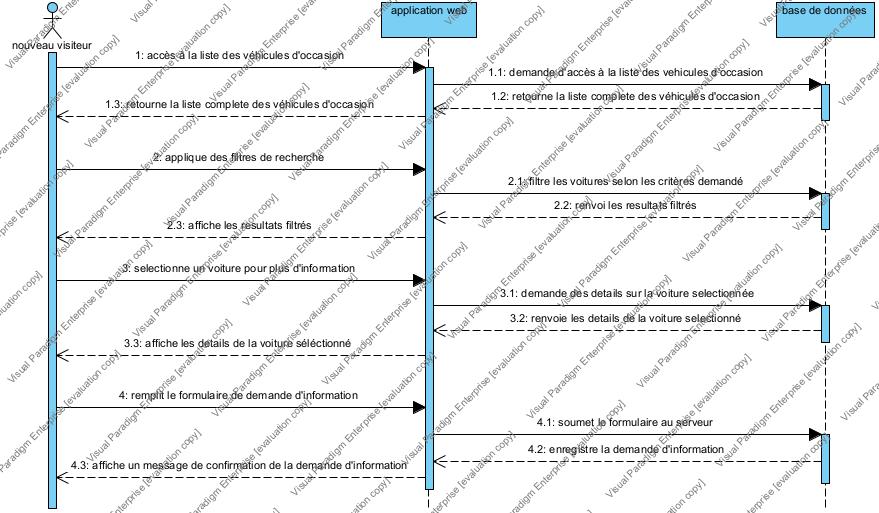 application web
base de données
nouveau visiteur
1: accès à la liste des véhicules d'occasion
1.1: demande d'accès à la liste des vehicules d'occasion
1.2: retourne la liste complete des véhicules d'occasion
1.3: retourne la liste complete des véhicules d'occasion
2: applique des filtres de recherche
2.1: filtre les voitures selon les critères demandé
2.2: renvoi les resultats filtrés
2.3: affiche les resultats filtrés
3: selectionne un voiture pour plus d'information
3.1: demande des details sur la voiture selectionnée
3.2: renvoie les details de la voiture selectionné
3.3: affiche les details de la voiture séléctionné
4: remplit le formulaire de demande d'information
4.1: soumet le formulaire au serveur
4.2: enregistre la demande d'information
4.3: affiche un message de confirmation de la demande d'information
Visual Paradigm Enterprise [evaluation copy]